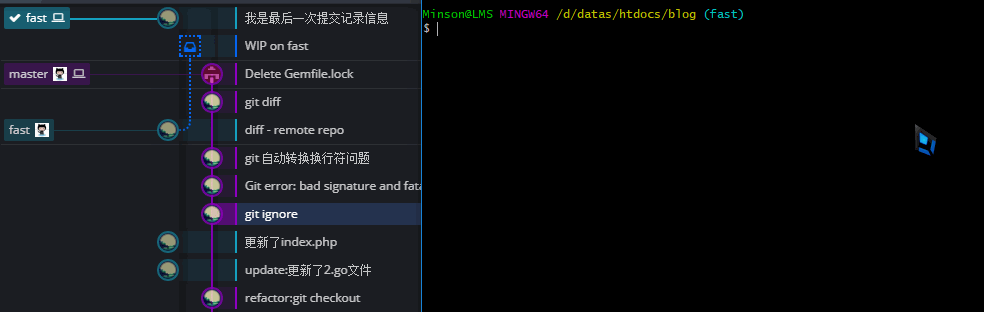 fast
我是最后一次提交记录信息
WIP on fast
master
Delete Gemfile.lock
git diff
fast
diff - remote repo
git 自动转换换行符问题
Git error: bad signature and fata
git ignore
更新了index.php
update:更新了2.go文件
refactor:git checkout
Minson@LMS MINGW64 /d/datas/htdocs/blog (fast)
$